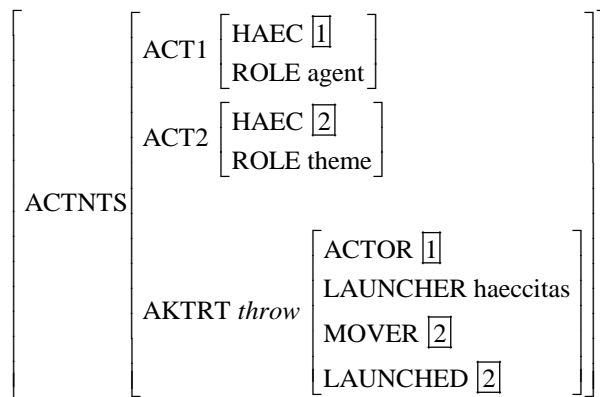 ACT1 HAEC 1
ROLE agent
ACT2 HAEC 2
ROLE theme
ACTNTS
AKTRT throw
ACTOR 1
LAUNCHER haeccitas
MOVER 2
LAUNCHED 2